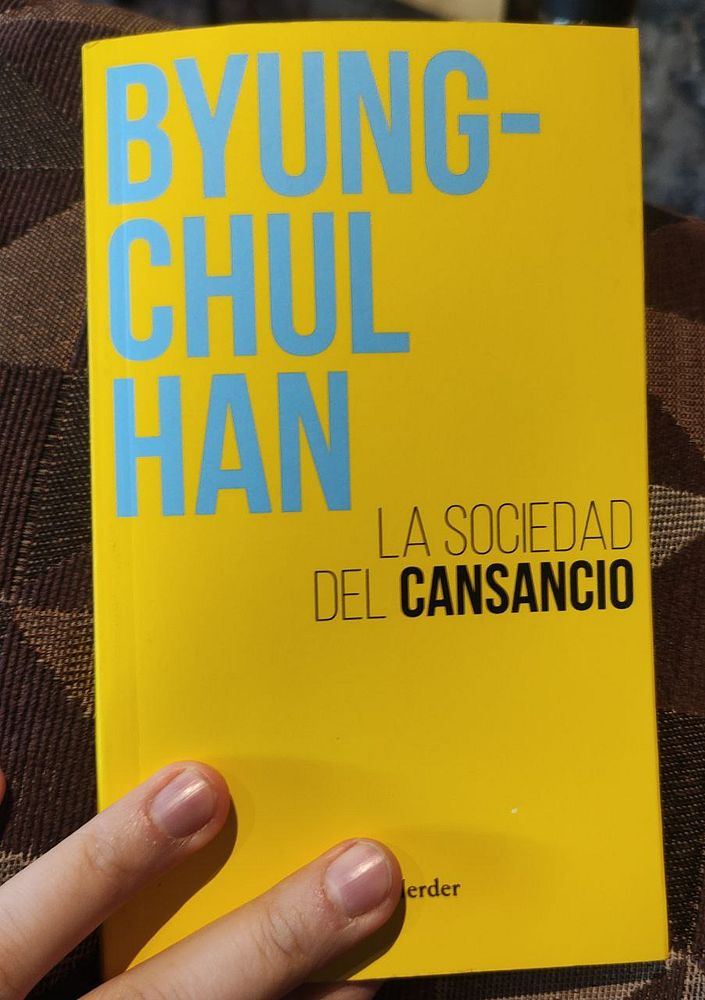 BYUNG-
CHUL
HAN
LA SOCIEDAD
DEL CANSANCIO